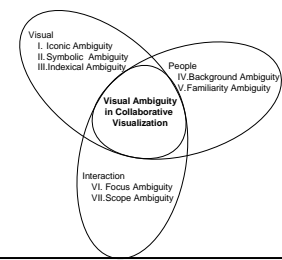 Visual
I. Iconic Ambiguity
II.Symbolic Ambiguity
III.Indexical Ambiguity
People
IV.Background Ambiguity
V.Familiarity Ambiguity
Visual Ambiguity
in Collaborative
Visualization
Interaction
VI. Focus Ambiguity
VII.Scope Ambiguity